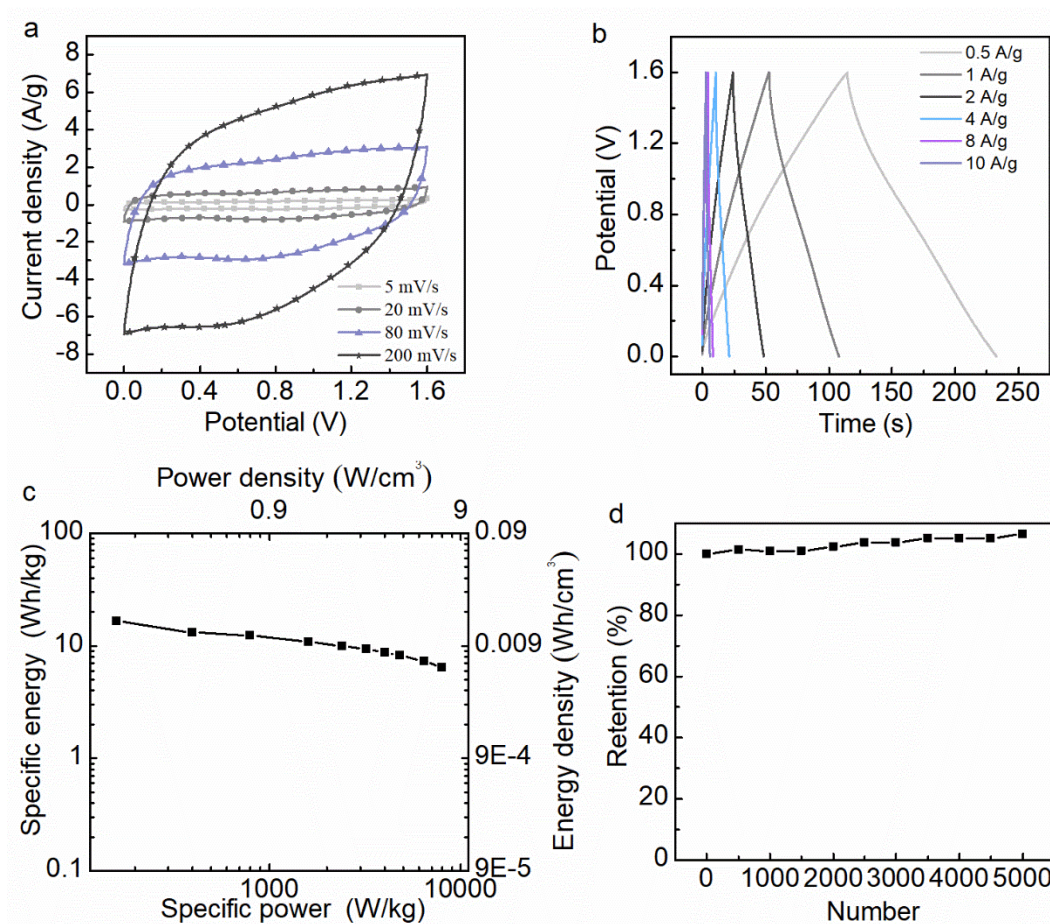 a
8
6
4
2
0
-2
-4
-6
-8
Current density (A/g)
0.0
0.4
0.8
1.2
1.6
Potential (V)
5 mV/s
20 mV/s
80 mV/s
200 mV/s
b
1.6
1.2
0.8
0.4
0.0
Potential (V)
0
50
100
150
200
250
Time (s)
0.5 A/g
1 A/g
2 A/g
4 A/g
8 A/g
10 A/g
c
Power density (W/cm³)
0.9
9
100
10
1
0.1
Specific energy (Wh/kg)
0.09
0.009
9E-4
9E-5
Energy density (Wh/cm³)
1000
10000
Specific power (W/kg)
d
100
80
60
40
20
0
Retention (%)
0
1000
2000
3000
4000
5000
Number